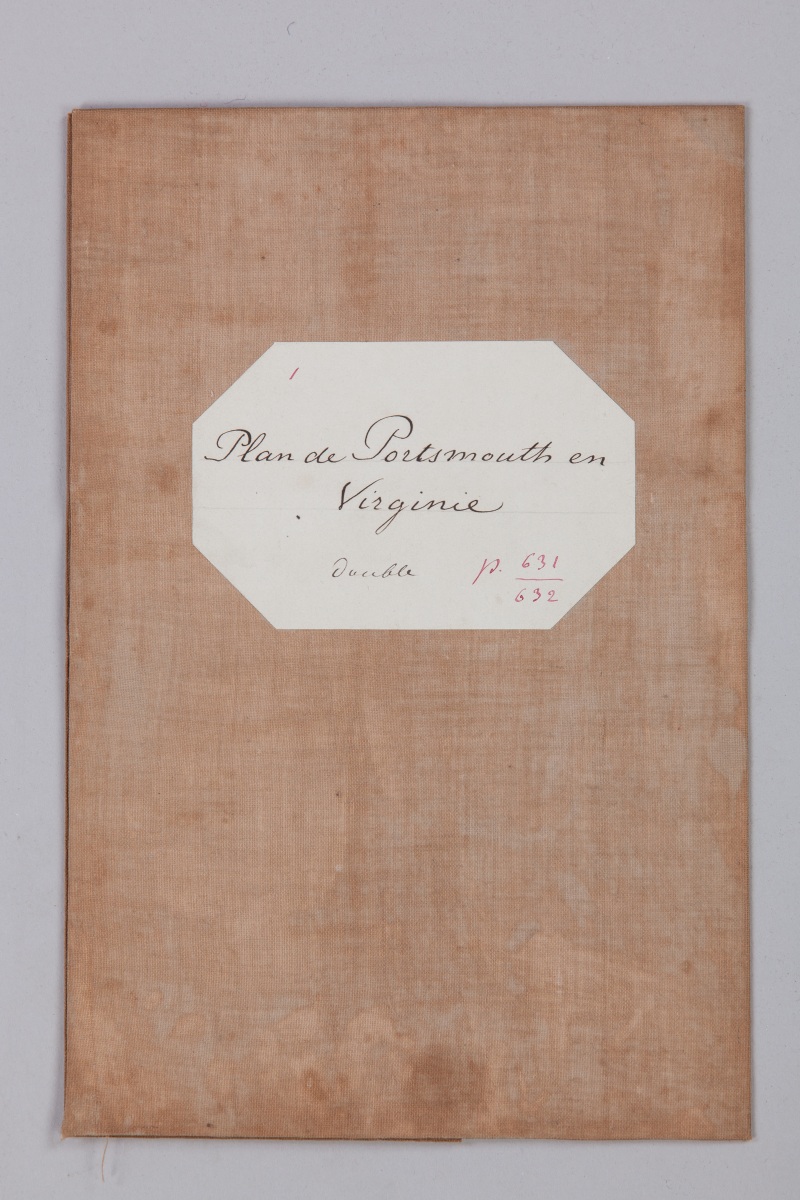 1
Plan de Portsmouth en
Virginie
double p. 631
632